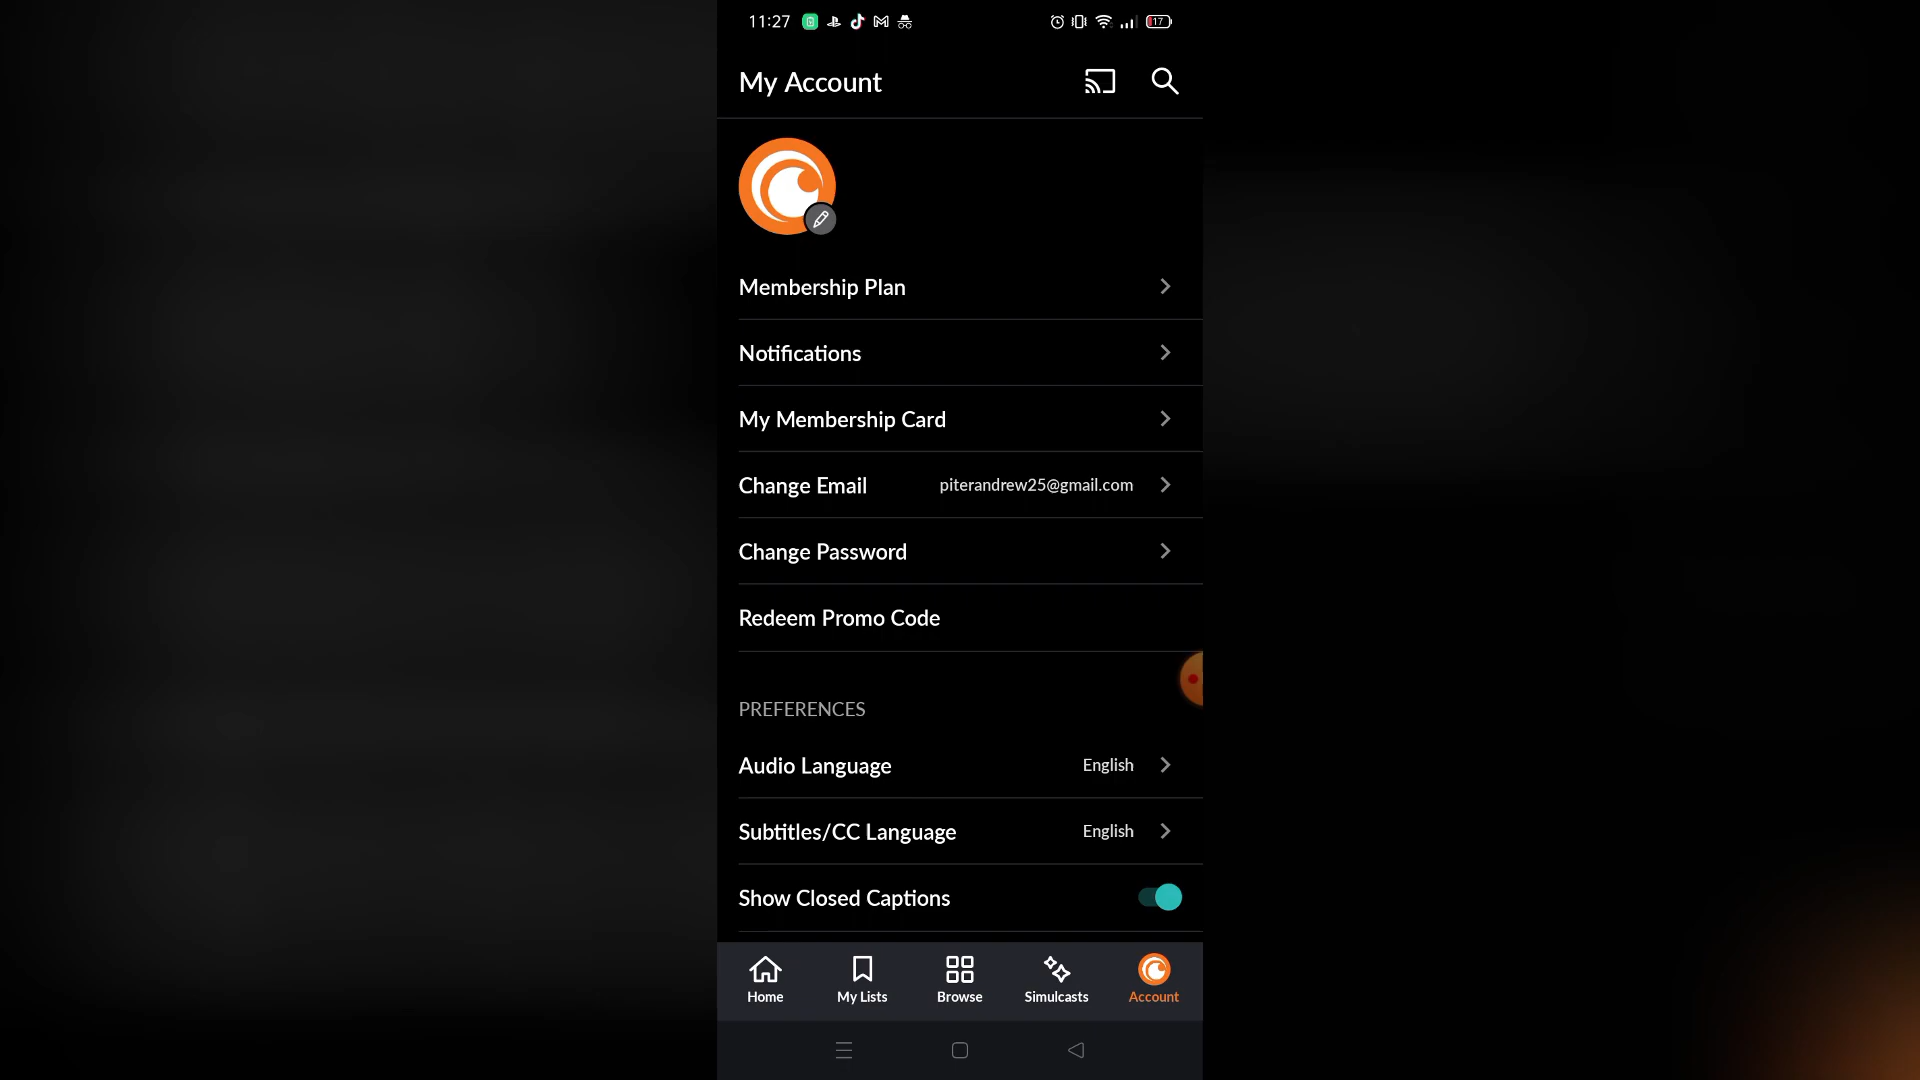 11:27
17
My Account
Membership Plan
Notifications
My Membership Card
Change Email piterandrew25@gmail.com
Change Password
Redeem Promo Code
PREFERENCES
Audio Language English
Subtitles/CC Language English
Show Closed Captions
Home My Lists Browse Simulcasts Account